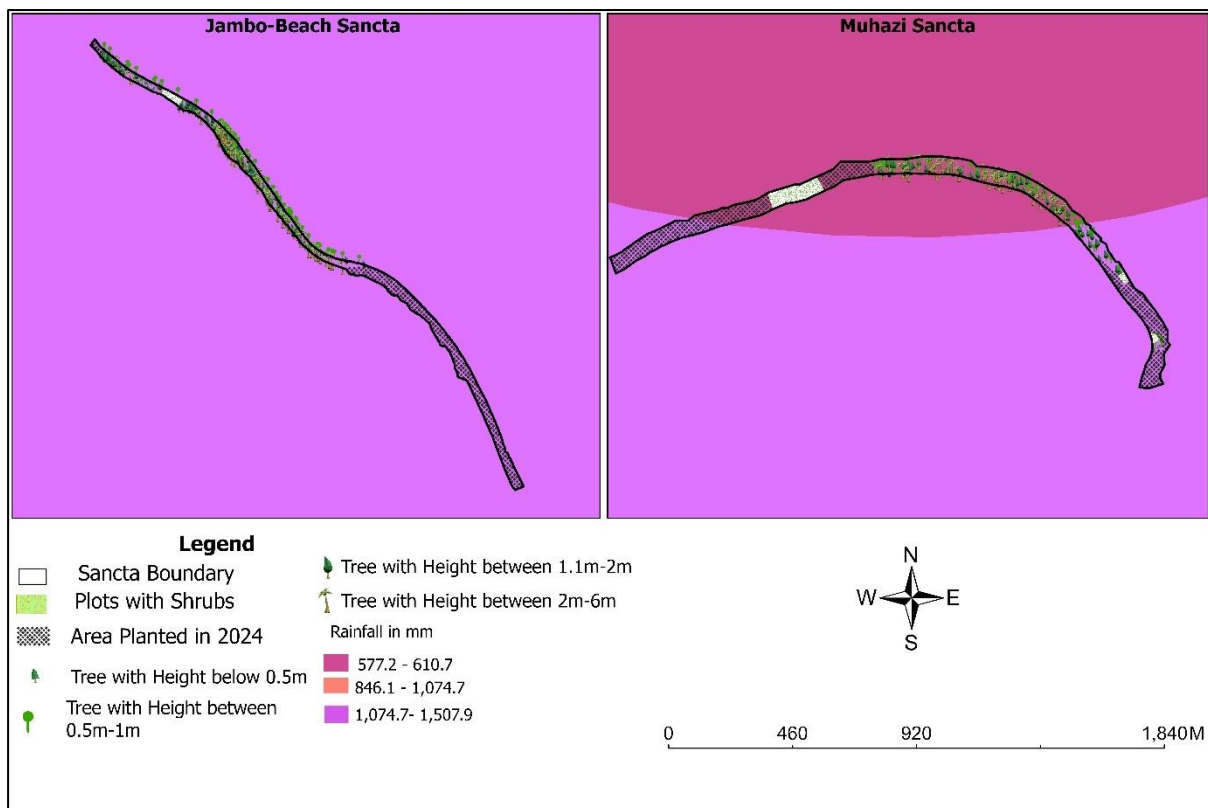 Jambo-Beach Sancta
Muhazi Sancta
Legend
Sancta Boundary
Plots with Shrubs
Area Planted in 2024
Tree with Height below 0.5m
Tree with Height between
0.5m-1m
Tree with Height between 1.1m-2m
Tree with Height between 2m-6m
Rainfall in mm
577.2 - 610.7
846.1 - 1,074.7
1,074.7- 1,507.9
N
W E
S
0 460 920 1,840M